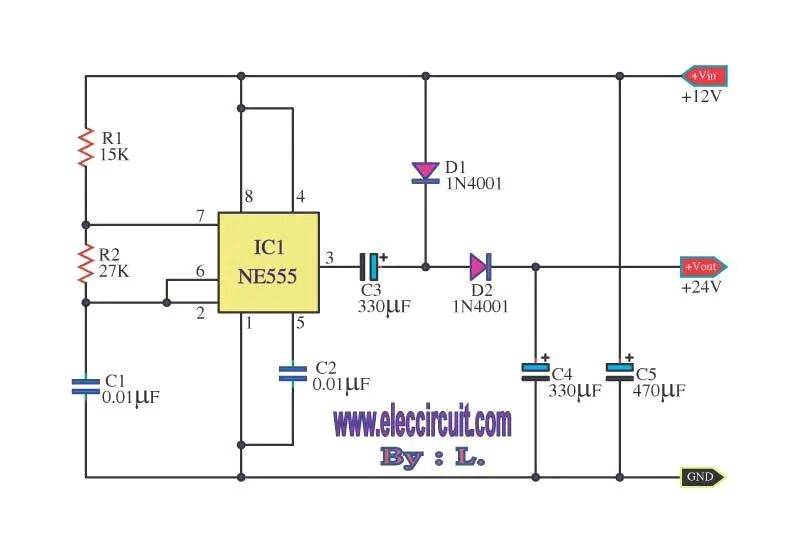 +Vin
+12V
R1
15K
D1
1N4001
8
4
7
R2
27K
IC1
NE555
6
3
2
+
C3
330µF
D2
1N4001
+Vout
+24V
1
5
C1
0.01µF
C2
0.01µF
+
C4
330µF
+
C5
470µF
www.eleccircuit.com
By : L.
GND